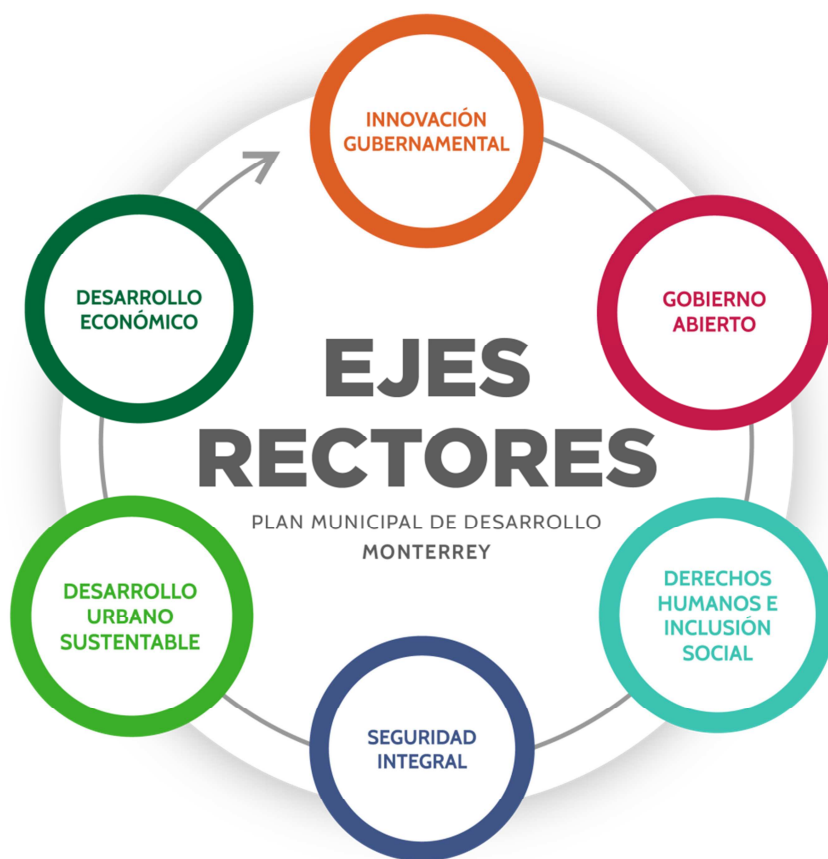 INNOVACIÓN
GUBERNAMENTAL
GOBIERNO
ABIERTO
DERECHOS
HUMANOS E
INCLUSIÓN
SOCIAL
SEGURIDAD
INTEGRAL
DESARROLLO
URBANO
SUSTENTABLE
DESARROLLO
ECONÓMICO
EJES
RECTORES
PLAN MUNICIPAL DE DESARROLLO
MONTERREY